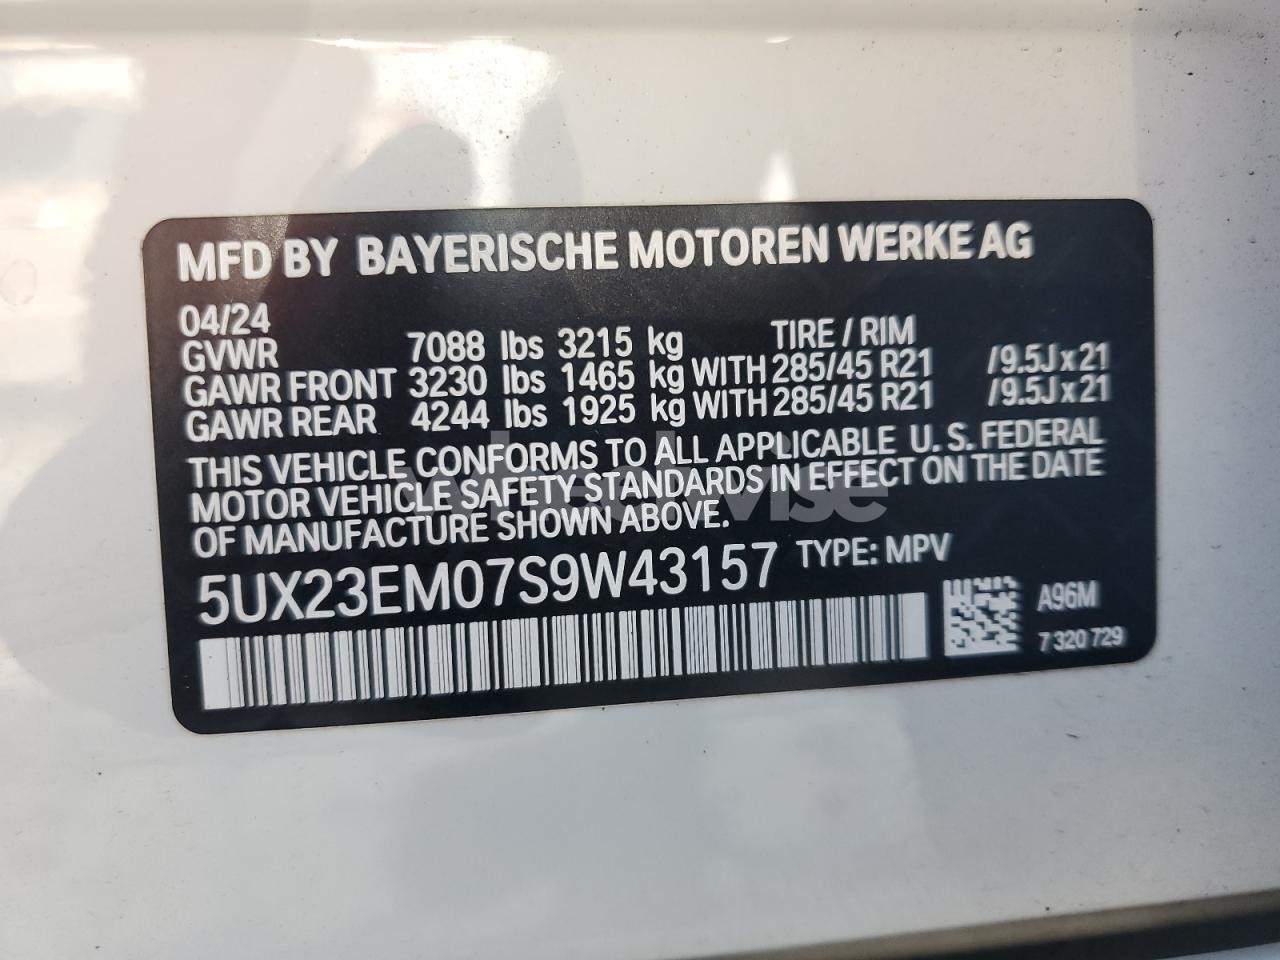 MFD BY BAYERISCHE MOTOREN WERKE AG
04/24 TIRE / RIM
GVWR 7088 lbs 3215 kg
GAWR FRONT 3230 lbs 1465 kg WITH 285/45 R21 /9.5J x 21
GAWR REAR 4244 lbs 1925 kg WITH 285/45 R21 /9.5J x 21
THIS VEHICLE CONFORMS TO ALL APPLICABLE U. S. FEDERAL
MOTOR VEHICLE SAFETY STANDARDS IN EFFECT ON THE DATE
OF MANUFACTURE SHOWN ABOVE.
5UX23EM07S9W43157 TYPE: MPV
A96M
7 320 729
wheelwise